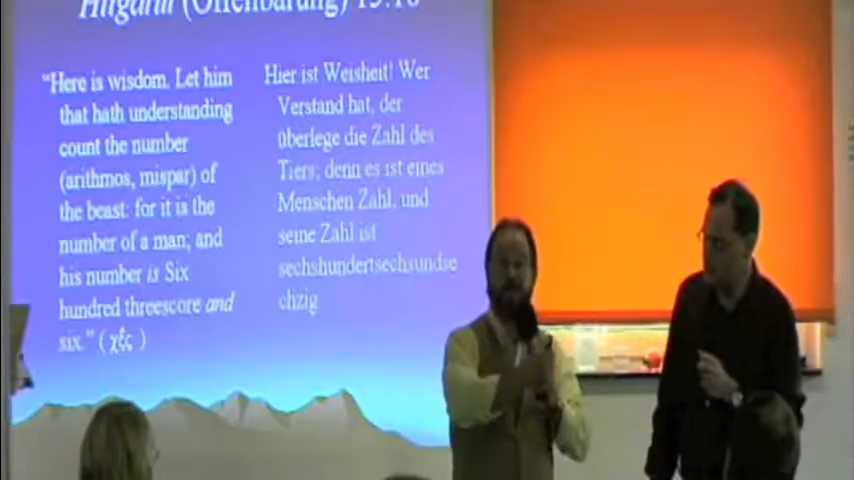 (Offenbarung) 13:18
"Here is wisdom. Let him
that hath understanding
count the number
(arithmos, mispar) of
the beast: for it is the
number of a man; and
his number is Six
hundred threescore and
six." (χξς)
Hier ist Weisheit! Wer
Verstand hat, der
überlege die Zahl des
Tiers; denn es ist eines
Menschen Zahl, und
seine Zahl ist
sechshundertsechsundse
chzig